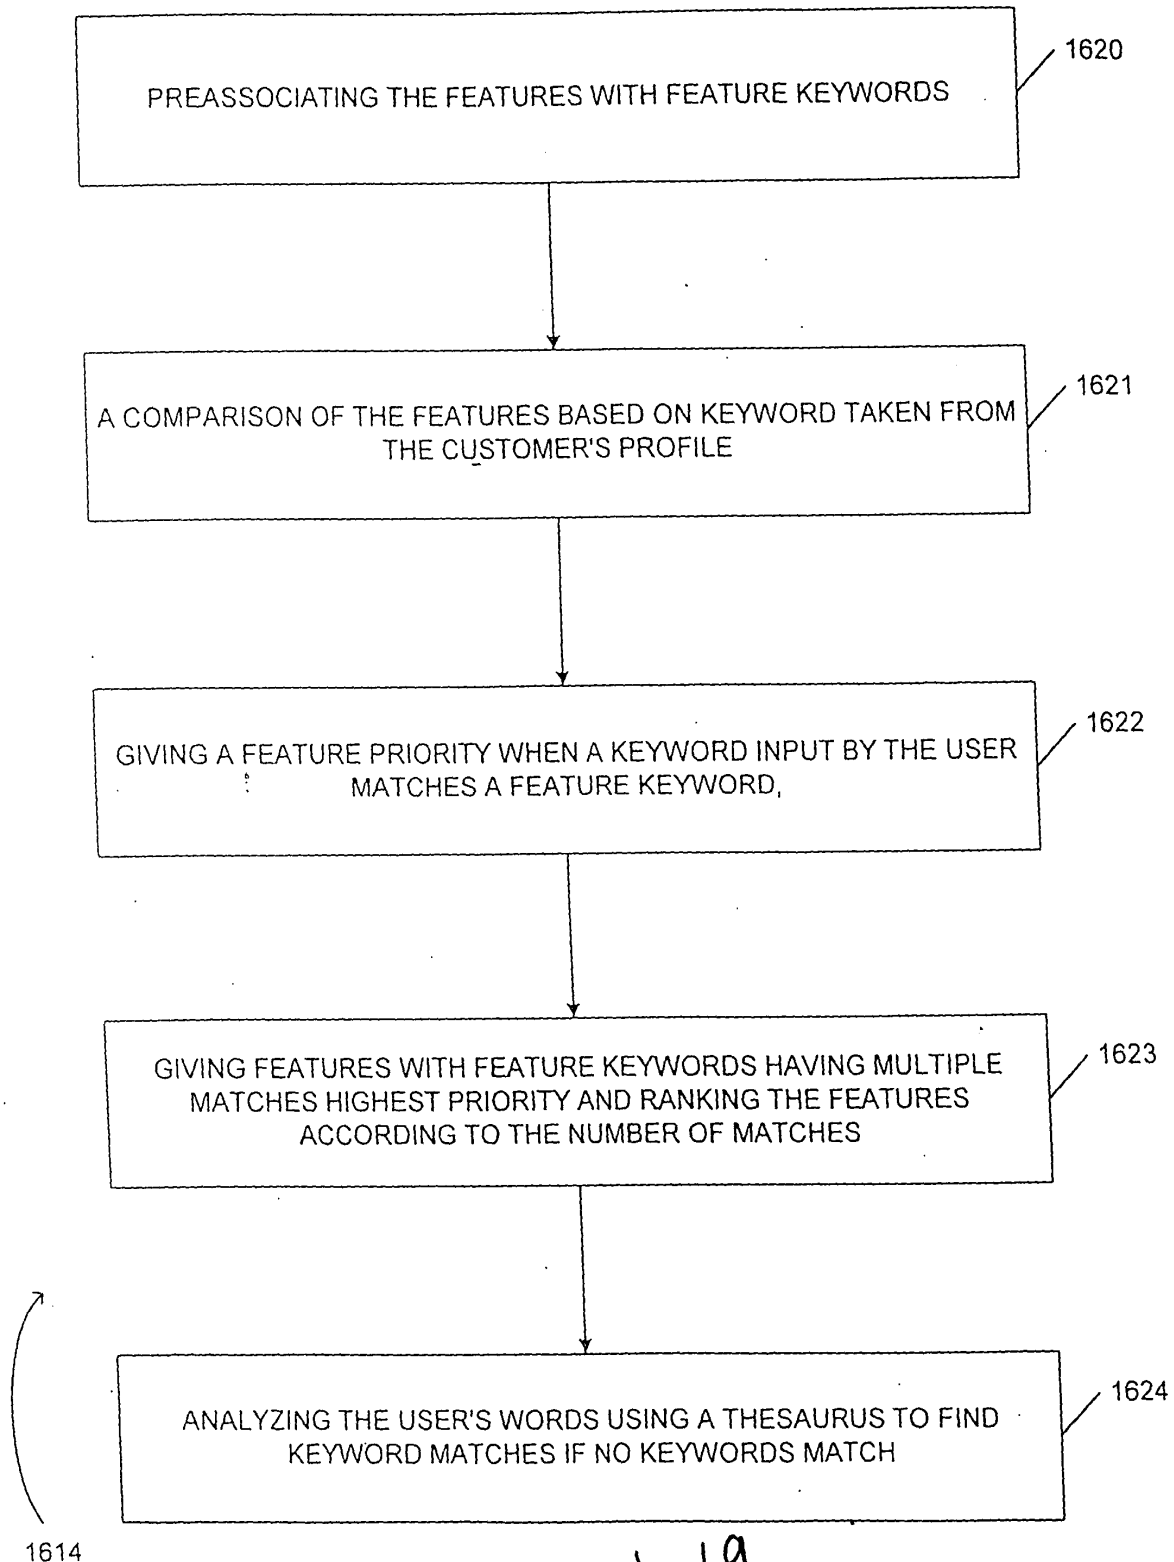 PREASSOCIATING THE FEATURES WITH FEATURE KEYWORDS
1620
A COMPARISON OF THE FEATURES BASED ON KEYWORD TAKEN FROM
THE CUSTOMER'S PROFILE
1621
GIVING A FEATURE PRIORITY WHEN A KEYWORD INPUT BY THE USER
MATCHES A FEATURE KEYWORD,
1622
GIVING FEATURES WITH FEATURE KEYWORDS HAVING MULTIPLE
MATCHES HIGHEST PRIORITY AND RANKING THE FEATURES
ACCORDING TO THE NUMBER OF MATCHES
1623
ANALYZING THE USER'S WORDS USING A THESAURUS TO FIND
KEYWORD MATCHES IF NO KEYWORDS MATCH
1624
1614